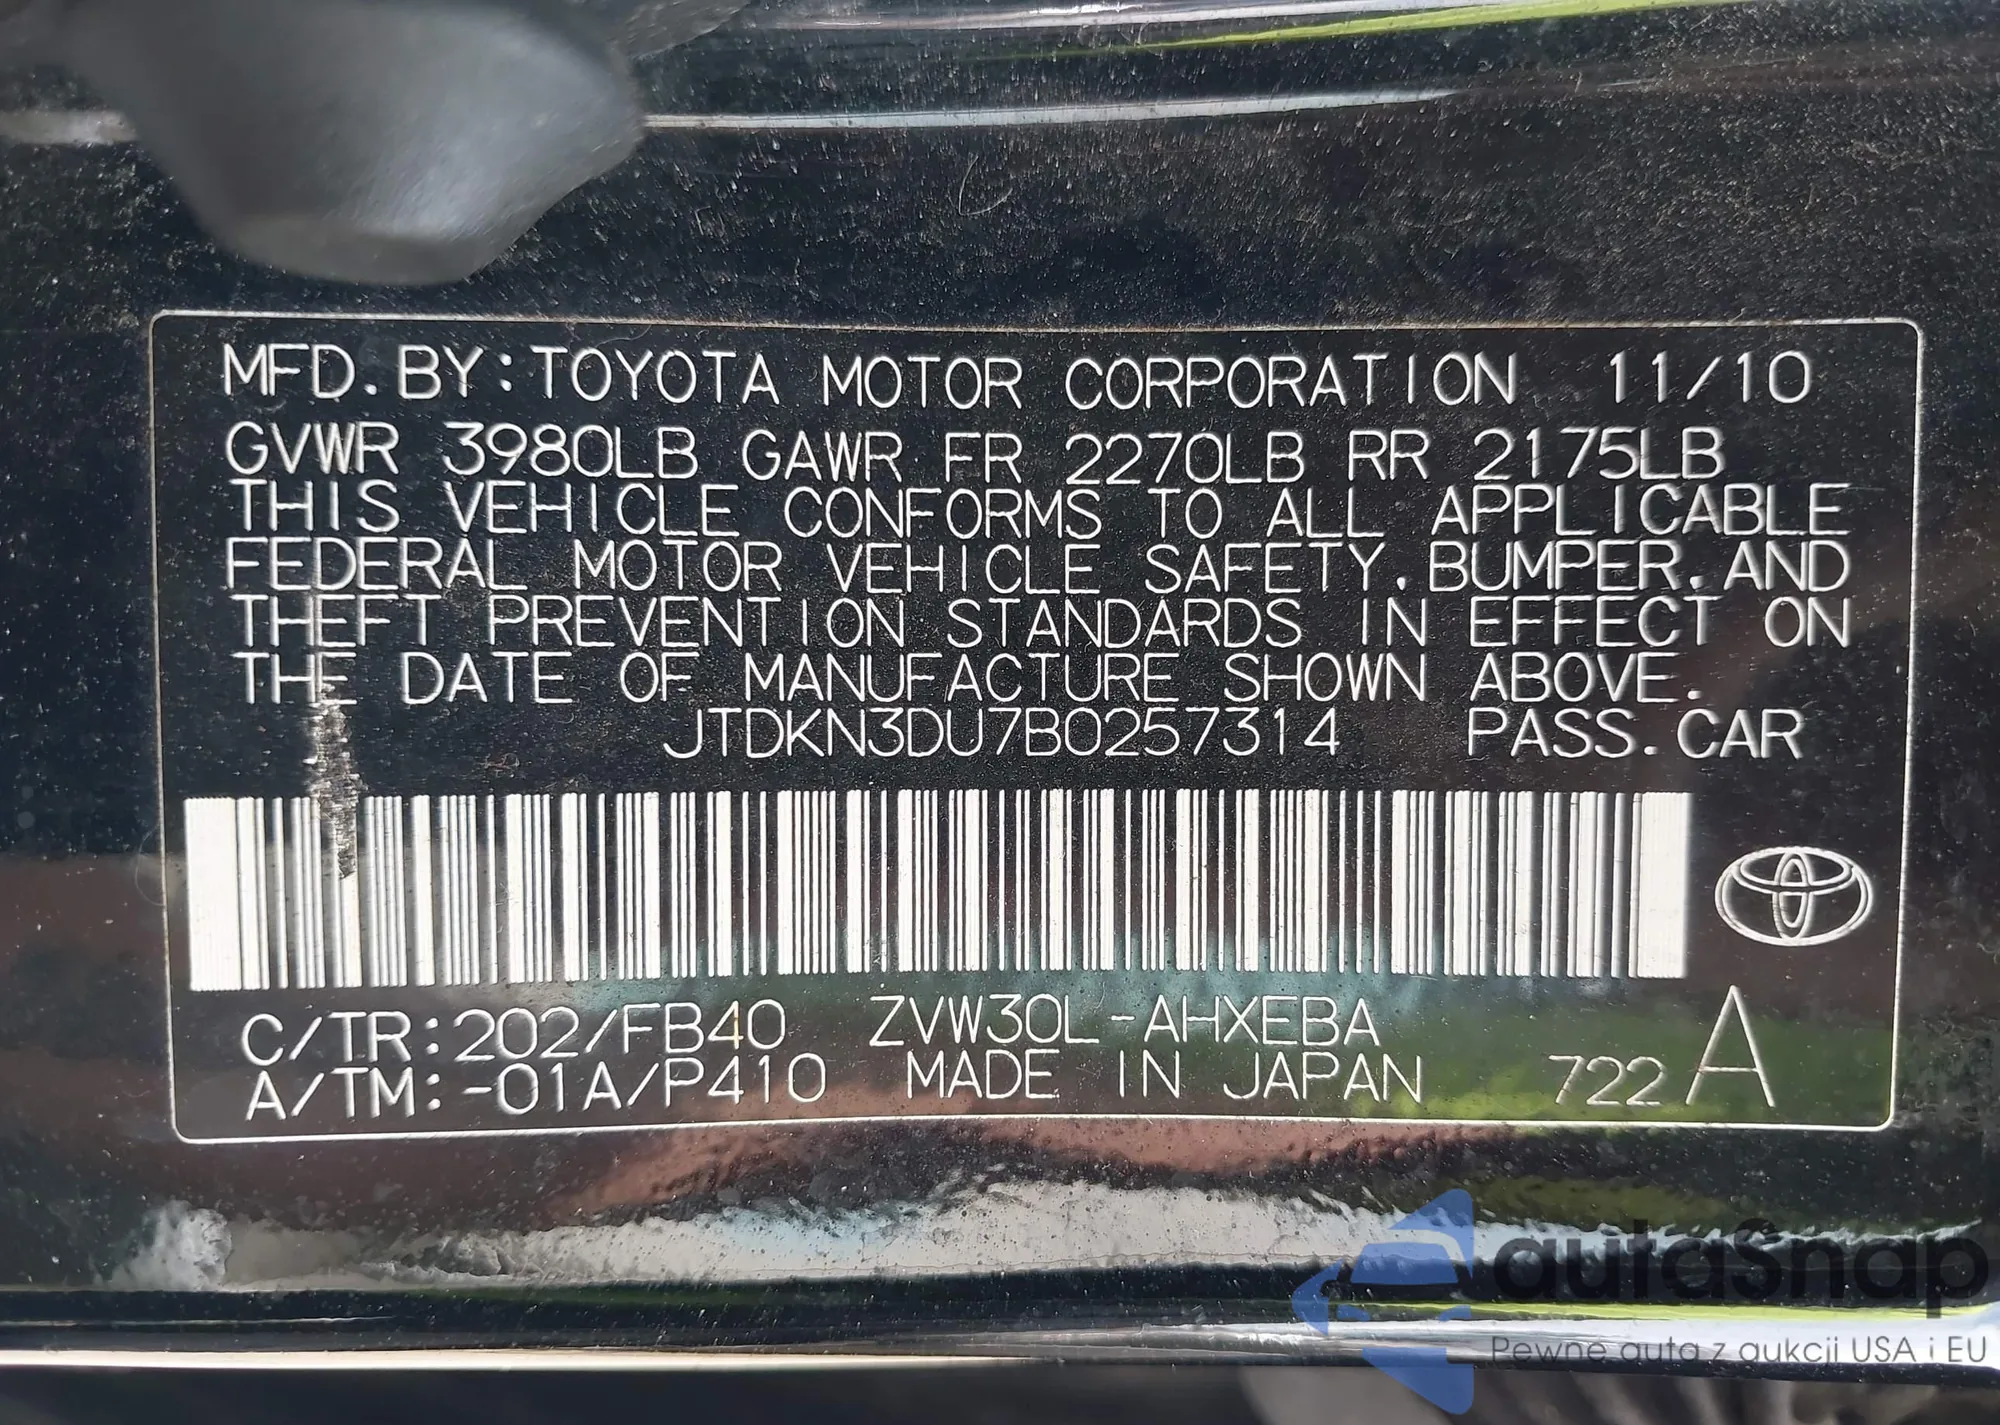 MFD. BY: TOYOTA MOTOR CORPORATION 11/10
GVWR 3980LB GAWR FR 2270LB RR 2175LB
THIS VEHICLE CONFORMS TO ALL APPLICABLE
FEDERAL MOTOR VEHICLE SAFETY, BUMPER, AND
THEFT PREVENTION STANDARDS IN EFFECT ON
THE DATE OF MANUFACTURE SHOWN ABOVE.
JTDKN3DU7B0257314 PASS. CAR
C/TR:202/FB40 ZVW30L-AHXEBA
A/TM:-01A/P410 MADE IN JAPAN 722 A
autaSnap
Pewne auta z aukcji USA i EU